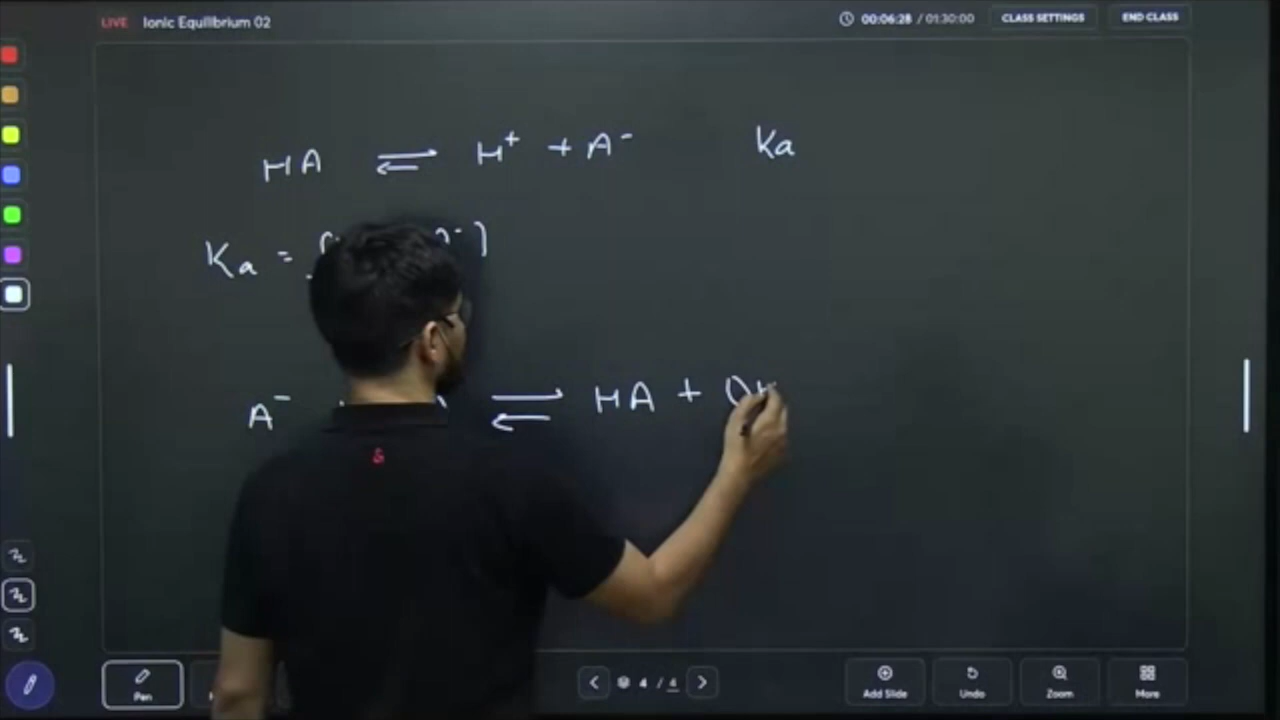 LIVE Ionic Equilibrium 02 00:06:28 / 01:30:00 CLASS SETTINGS END CLASS
HA ⇌ H⁺ + A⁻ Ka
Ka =
A⁻ ⇌ HA +
Pen 4 / 4 Add Slide Undo Zoom More